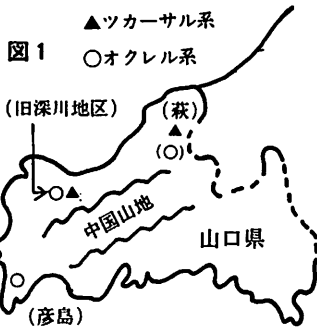 図1
▲ツカーサル系
○オクレル系
(旧深川地区)
(萩)
▲
(○)
○▲
中国山地
山口県
○
(彦島)